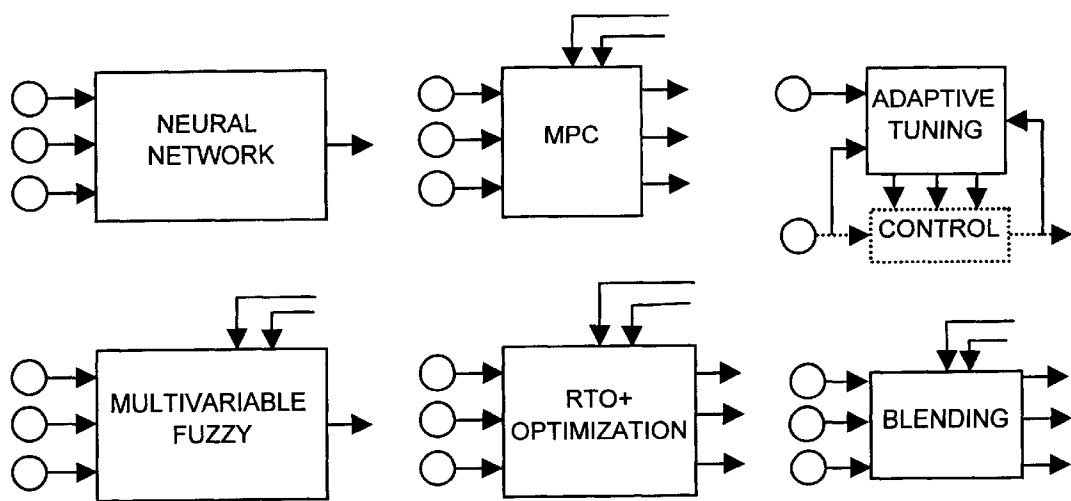 NEURAL
NETWORK
MPC
ADAPTIVE
TUNING
CONTROL
MULTIVARIABLE
FUZZY
RTO+
OPTIMIZATION
BLENDING